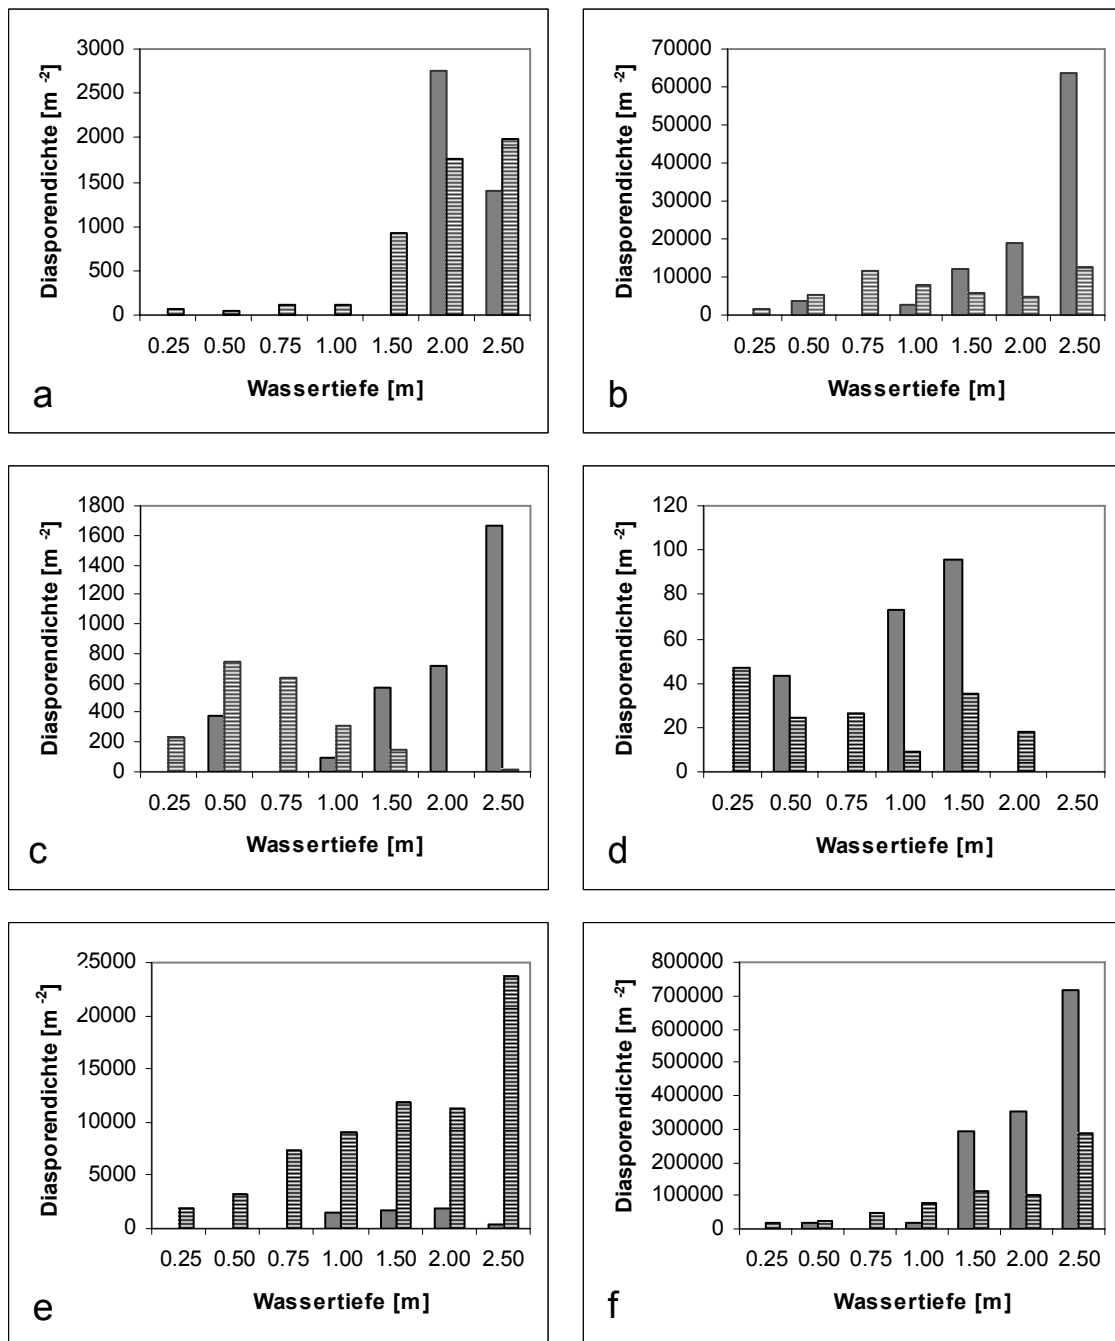 Diasporendichte [m -2]
3000
2500
2000
1500
1000
500
0
0.25 0.50 0.75 1.00 1.50 2.00 2.50
Wassertiefe [m]
a
Diasporendichte [m -2]
70000
60000
50000
40000
30000
20000
10000
0
0.25 0.50 0.75 1.00 1.50 2.00 2.50
Wassertiefe [m]
b
Diasporendichte [m -2]
1800
1600
1400
1200
1000
800
600
400
200
0
0.25 0.50 0.75 1.00 1.50 2.00 2.50
Wassertiefe [m]
c
Diasporendichte [m -2]
120
100
80
60
40
20
0
0.25 0.50 0.75 1.00 1.50 2.00 2.50
Wassertiefe [m]
d
Diasporendichte [m -2]
25000
20000
15000
10000
5000
0
0.25 0.50 0.75 1.00 1.50 2.00 2.50
Wassertiefe [m]
e
Diasporendichte [m -2]
800000
700000
600000
500000
400000
300000
200000
100000
0
0.25 0.50 0.75 1.00 1.50 2.00 2.50
Wassertiefe [m]
f